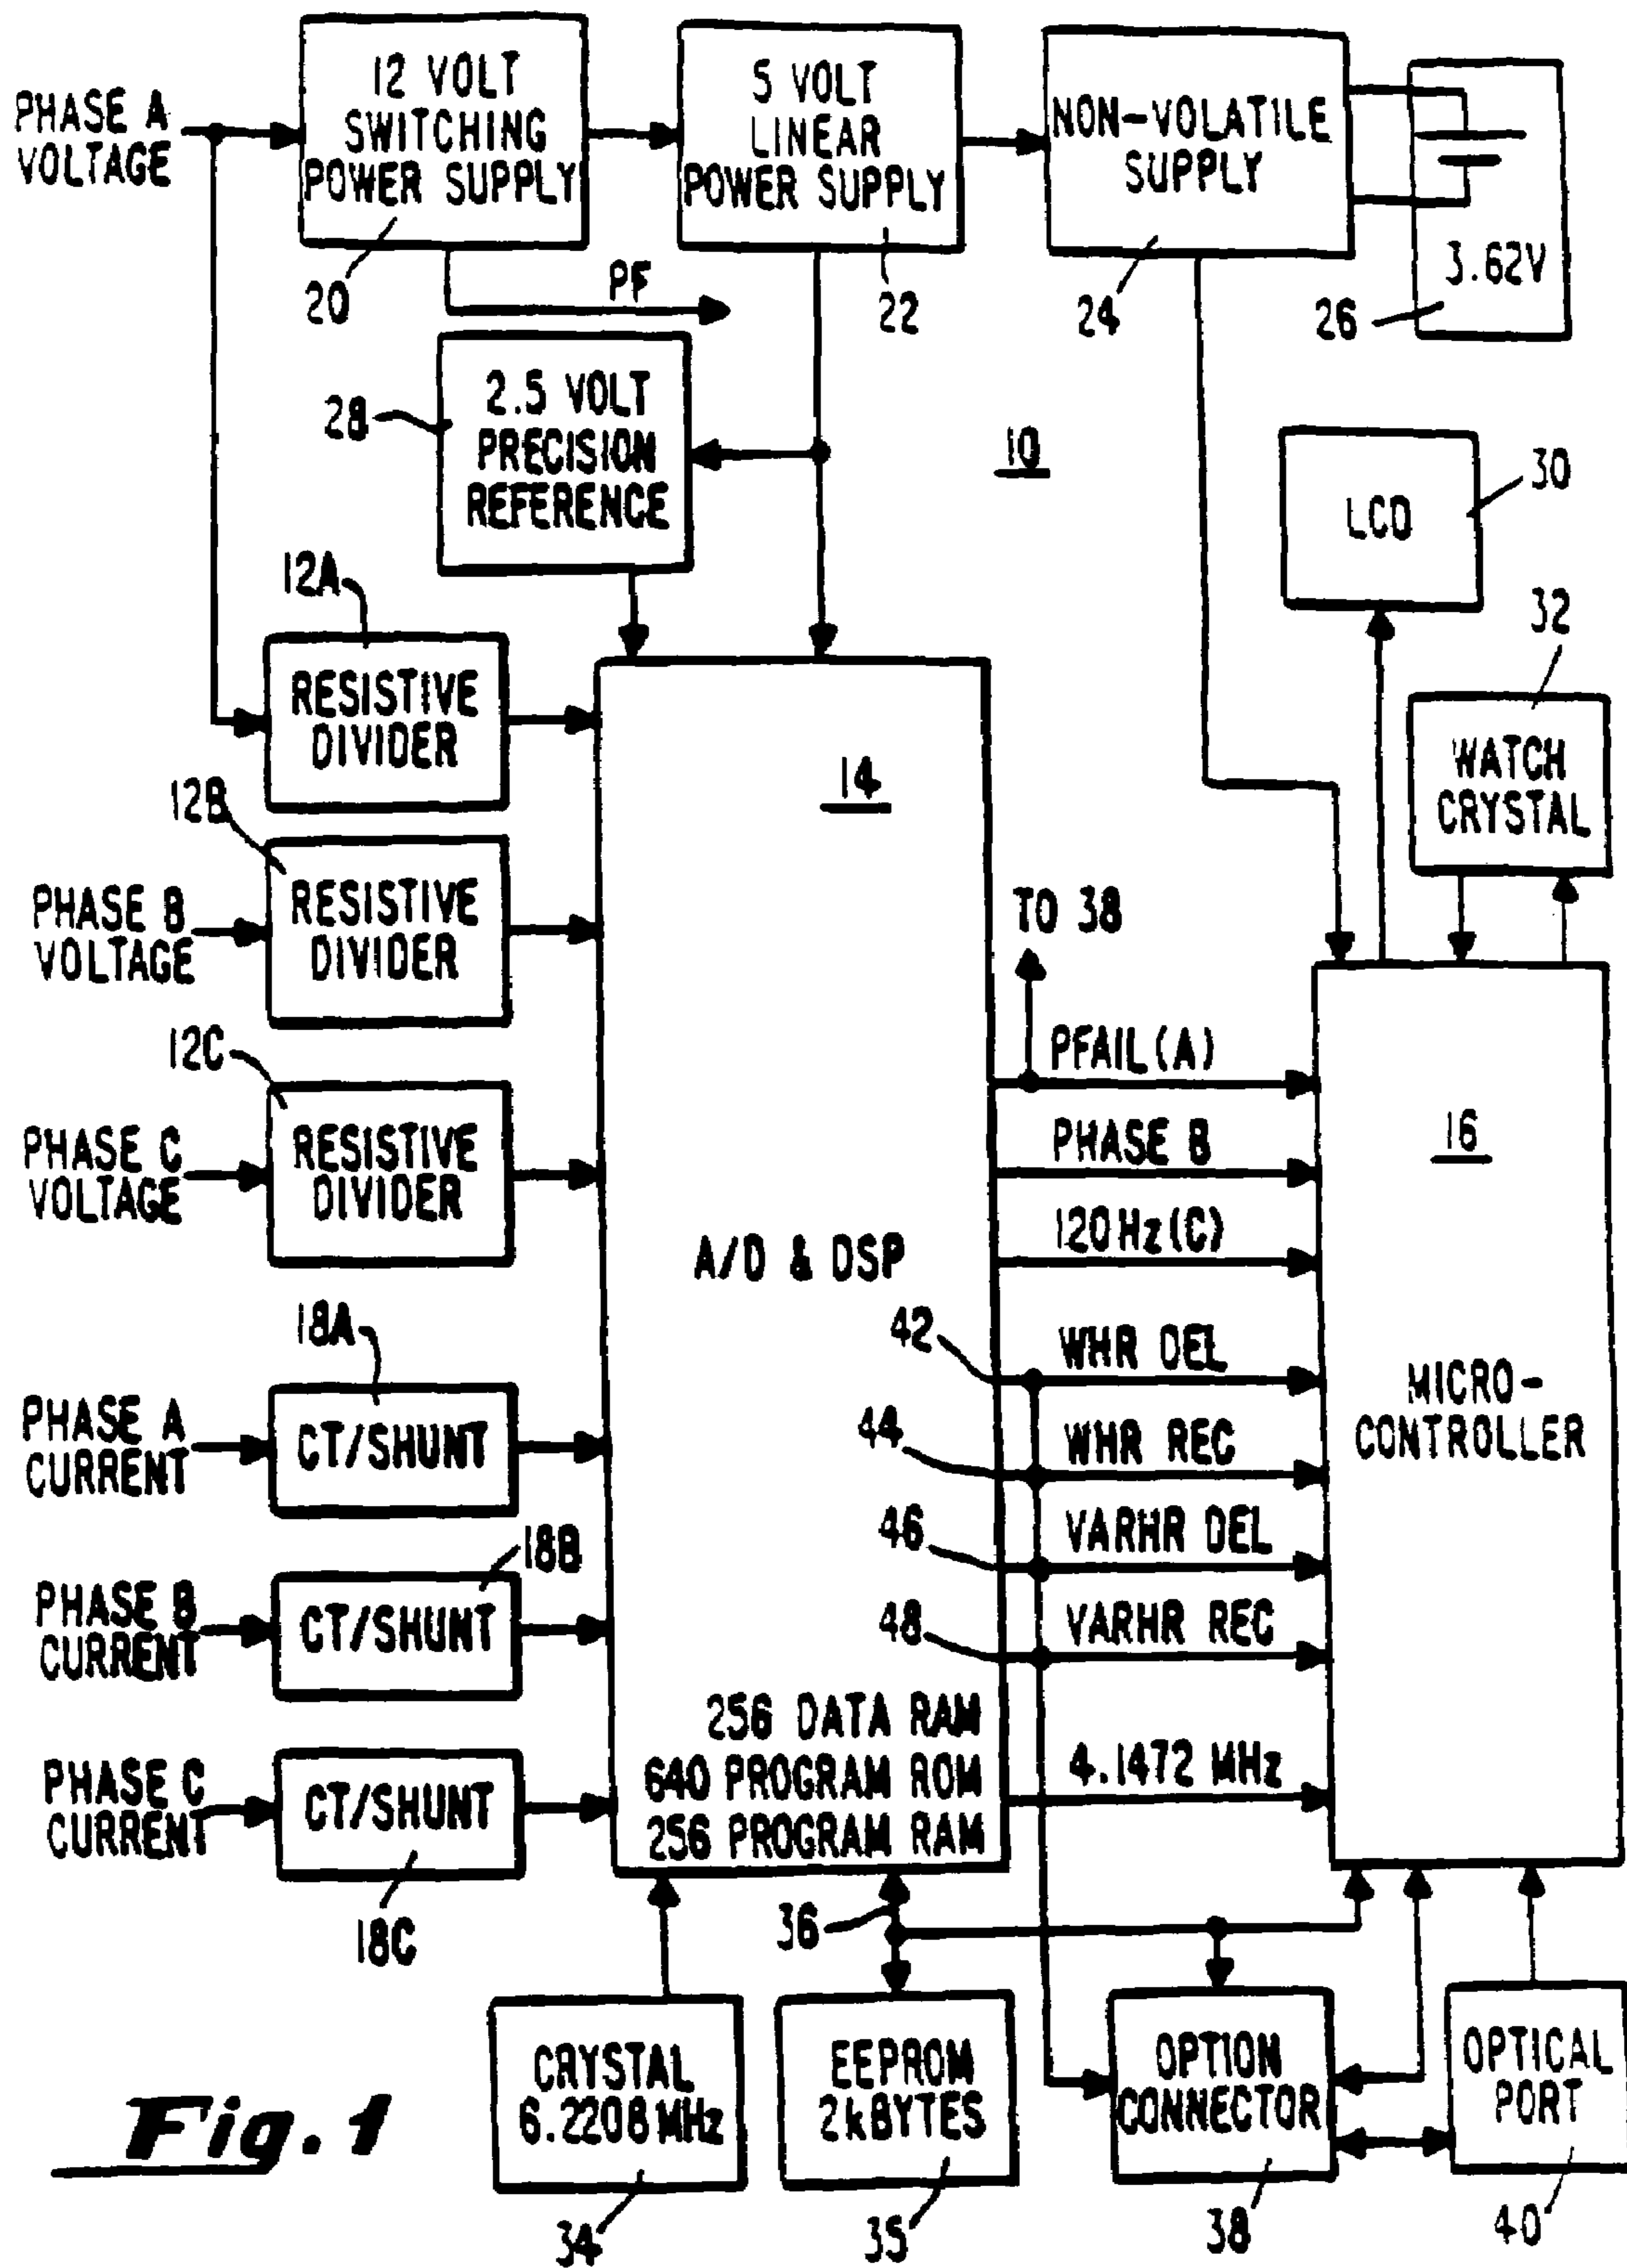 PHASE A
VOLTAGE
12 VOLT
SWITCHING
POWER SUPPLY
20
PF
5 VOLT
LINEAR
POWER SUPPLY
22
NON-VOLATILE
SUPPLY
24
3.62V
26
28
2.5 VOLT
PRECISION
REFERENCE
10
LCD
30
32
WATCH
CRYSTAL
12A
RESISTIVE
DIVIDER
12B
PHASE B
VOLTAGE
RESISTIVE
DIVIDER
12C
PHASE C
VOLTAGE
RESISTIVE
DIVIDER
18A
PHASE A
CURRENT
CT/SHUNT
18B
PHASE B
CURRENT
CT/SHUNT
PHASE C
CURRENT
CT/SHUNT
18C
14
A/D & DSP
256 DATA RAM
640 PROGRAM ROM
256 PROGRAM RAM
TO 38
PFAIL(A)
PHASE B
120Hz(C)
42
WHR DEL
44
WHR REC
46
VARHR DEL
48
VARHR REC
4.1472 MHz
16
MICRO-
CONTROLLER
36
CRYSTAL
6.2208MHz
34
EEPROM
2kBYTES
35
OPTION
CONNECTOR
38
OPTICAL
PORT
40
Fig. 1